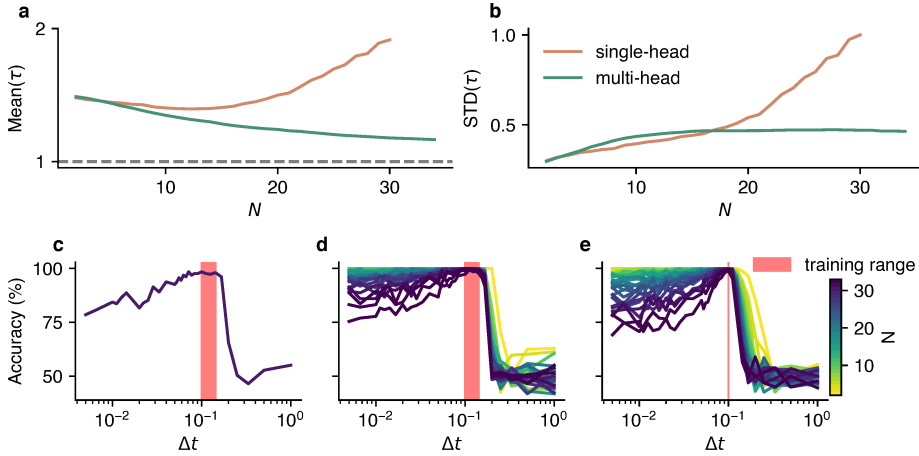 a
Mean(τ)
2
1
10
20
30
N
b
STD(τ)
1.0
0.5
single-head
multi-head
10
20
30
N
c
Accuracy (%)
100
75
50
10⁻²
10⁻¹
10⁰
Δt
d
10⁻²
10⁻¹
10⁰
Δt
e
training range
10⁻²
10⁻¹
10⁰
Δt
30
20
10
N